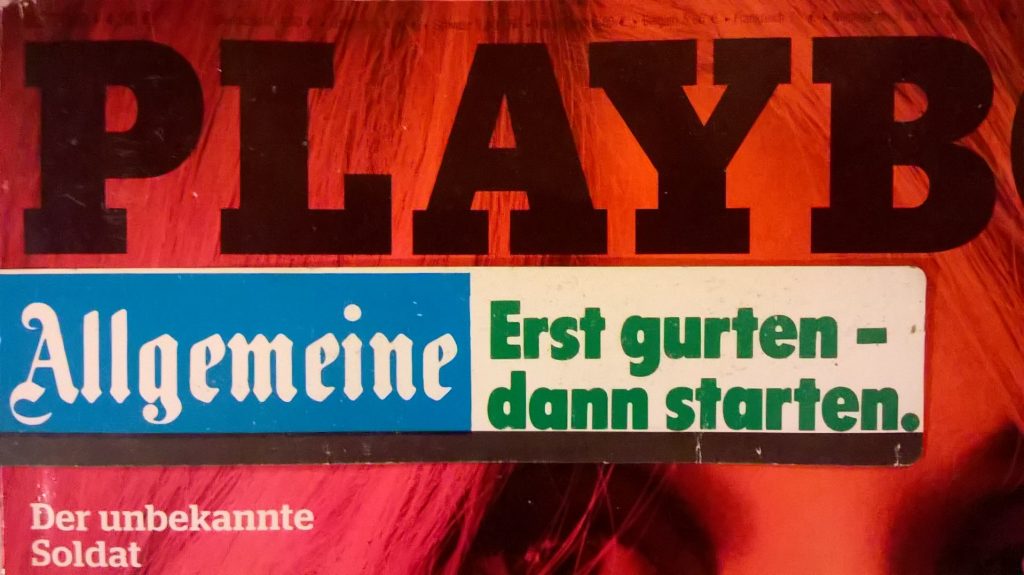 PLAYB
Allgemeine
Erst gurten –
dann starten.
Der unbekannte
Soldat